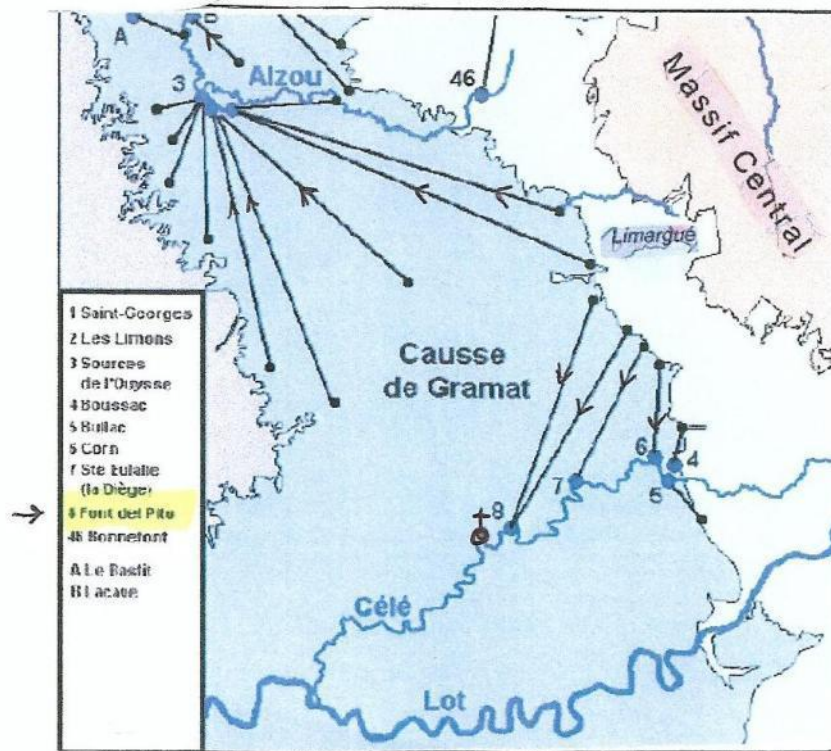 A
B
Alzou
46
3
Massif Central
Limargué
1 Saint-Georges
2 Les Limons
3 Sources
de l'Ouysse
4 Boussac
5 Bullac
6 Corn
7 Ste Eulalie
(la Diège)
8 Font del Pito
46 Bonnefont
A Le Bastit
B Lacave
Causse
de Gramat
6
4
7
5
8
Célé
Lot